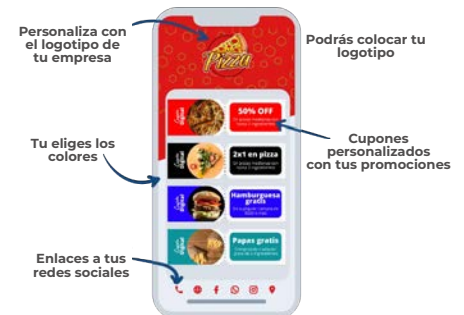 Personaliza con
el logotipo de
tu empresa
Podrás colocar tu
logotipo
Pizza
50% OFF
Tu eliges los
colores
2x1 en pizza
Cupones
personalizados
con tus promociones
Hamburguesa
gratis
Papas gratis
Enlaces a tus
redes sociales